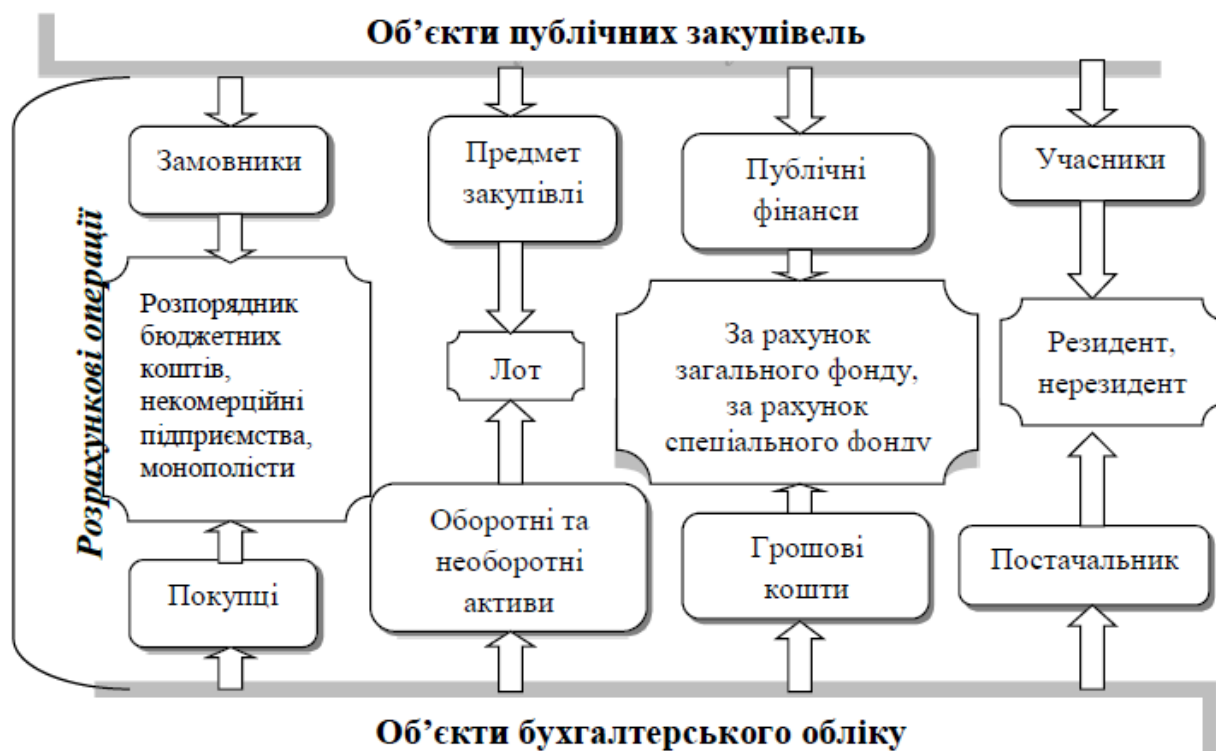 Об’єкти публічних закупівель
Замовники
Предмет
закупівлі
Публічні
фінанси
Учасники
Розрахункові операції
Розпорядник
бюджетних
коштів,
некомерційні
підприємства,
монополісти
Лот
За рахунок
загального фонду,
за рахунок
спеціального фонду
Резидент,
нерезидент
Покупці
Оборотні та
необоротні
активи
Грошові
кошти
Постачальник
Об’єкти бухгалтерського обліку